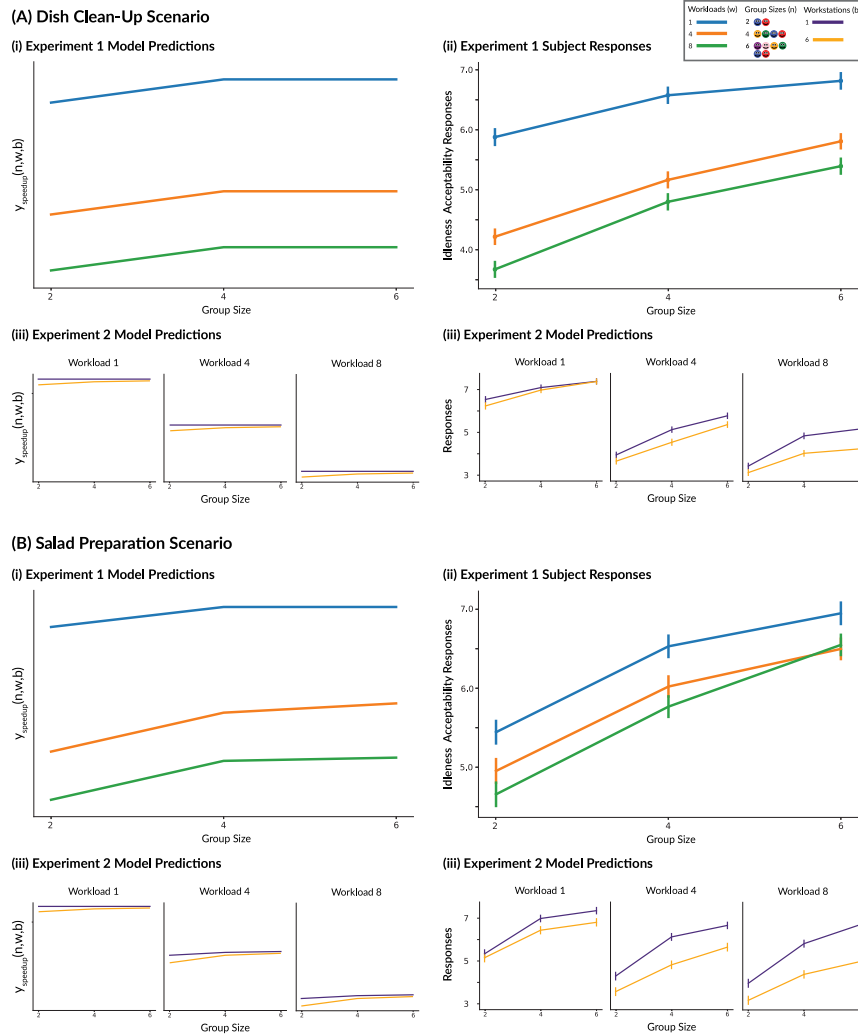 (A) Dish Clean-Up Scenario
Workloads (w) Group Sizes (n) Workstations (b
1 2 1
4 4 6
8 6
(i) Experiment 1 Model Predictions
y speedup(n,w,b)
2 4 6
Group Size
(ii) Experiment 1 Subject Responses
Idleness Acceptability Responses
7.0
6.0
5.0
4.0
2 4 6
Group Size
(iii) Experiment 2 Model Predictions
Workload 1 Workload 4 Workload 8
y speedup(n,w,b)
2 4 6 2 4 6 2 4 6
Group Size
(iii) Experiment 2 Model Predictions
Workload 1 Workload 4 Workload 8
Responses
7
5
3
2 4 6 2 4 6 2 4 6
Group Size
(B) Salad Preparation Scenario
(i) Experiment 1 Model Predictions
y speedup(n,w,b)
2 4 6
Group Size
(ii) Experiment 1 Subject Responses
Idleness Acceptability Responses
7.0
6.0
5.0
2 4 6
Group Size
(iii) Experiment 2 Model Predictions
Workload 1 Workload 4 Workload 8
y speedup(n,w,b)
2 4 6 2 4 6 2 4 6
Group Size
(iii) Experiment 2 Model Predictions
Workload 1 Workload 4 Workload 8
Responses
7
5
3
2 4 6 2 4 6 2 4 6
Group Size